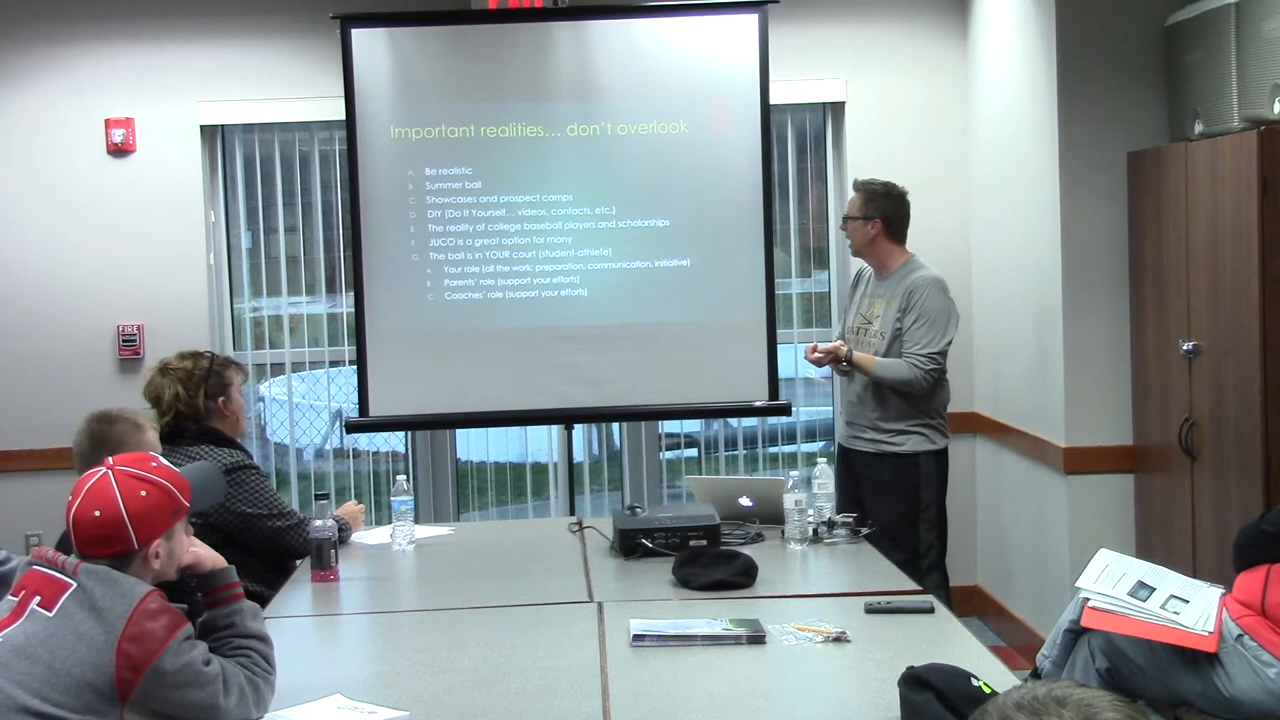 EXIT
Important realities... don't overlook
A. Be realistic
B. Summer ball
C. Showcases and prospect camps
D. DIY (Do It Yourself... videos, contacts, etc.)
E. The reality of college baseball players and scholarships
F. JUCO is a great option for many
G. The ball is in YOUR court (student-athlete)
A. Your role (all the work: preparation, communication, initiative)
B. Parents' role (support your efforts)
C. Coaches' role (support your efforts)
FIRE
T